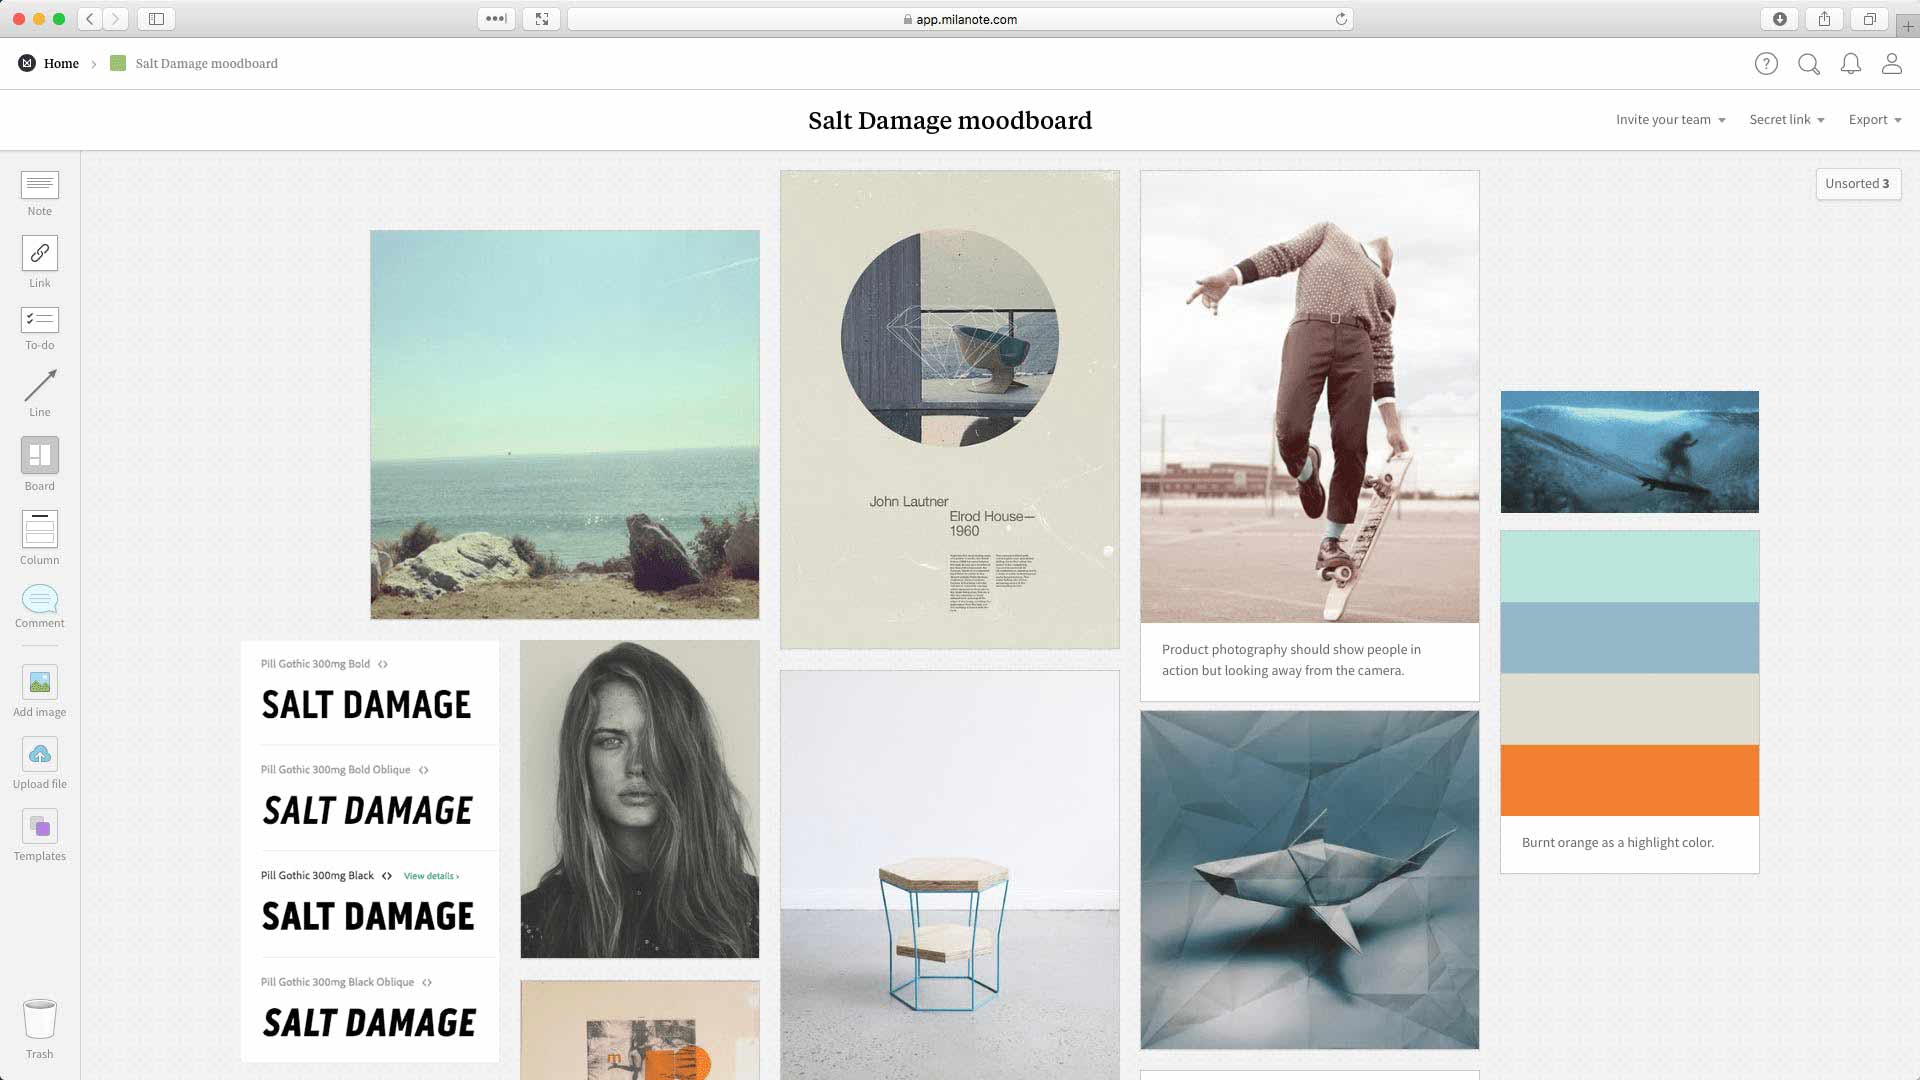 app.milanote.com
Home
Salt Damage moodboard
Salt Damage moodboard
Invite your team
Secret link
Export
Note
Link
To-do
Line
Board
Column
Comment
Add image
Upload file
Templates
Trash
Unsorted 3
John Lautner
Elrod House—
1960
Product photography should show people in
action but looking away from the camera.
Pill Gothic 300mg Bold <>
SALT DAMAGE
Pill Gothic 300mg Bold Oblique <>
SALT DAMAGE
Pill Gothic 300mg Black <> View details ›
SALT DAMAGE
Pill Gothic 300mg Black Oblique <>
SALT DAMAGE
m
Burnt orange as a highlight color.